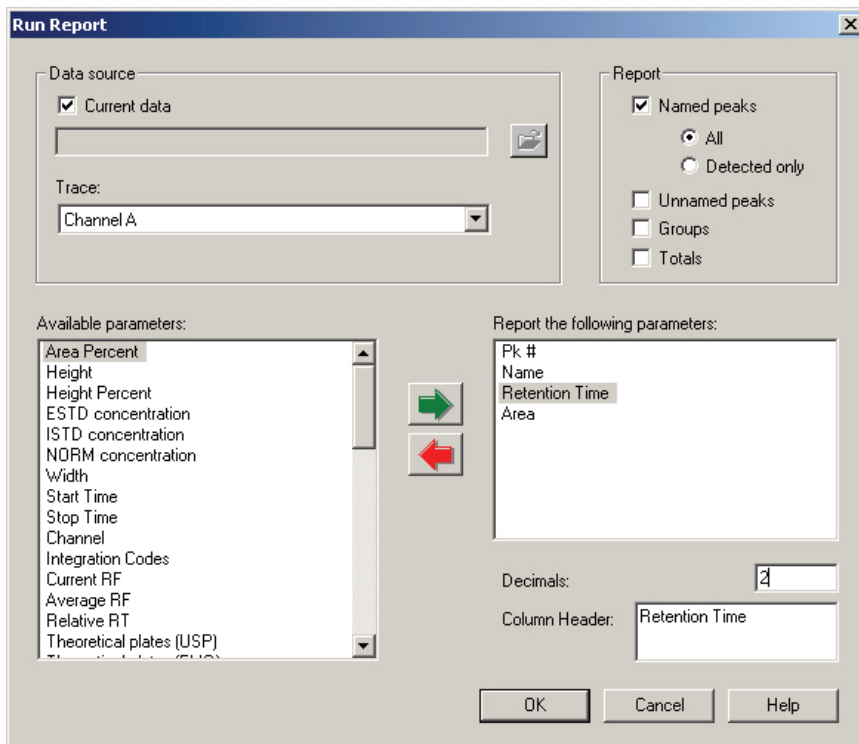 Run Report
Data source
Current data
Trace:
Channel A
Report
Named peaks
All
Detected only
Unnamed peaks
Groups
Totals
Available parameters:
Area Percent
Height
Height Percent
ESTD concentration
ISTD concentration
NORM concentration
Width
Start Time
Stop Time
Channel
Integration Codes
Current RF
Average RF
Relative RT
Theoretical plates (USP)
Report the following parameters:
Pk #
Name
Retention Time
Area
Decimals: 2
Column Header: Retention Time
OK Cancel Help